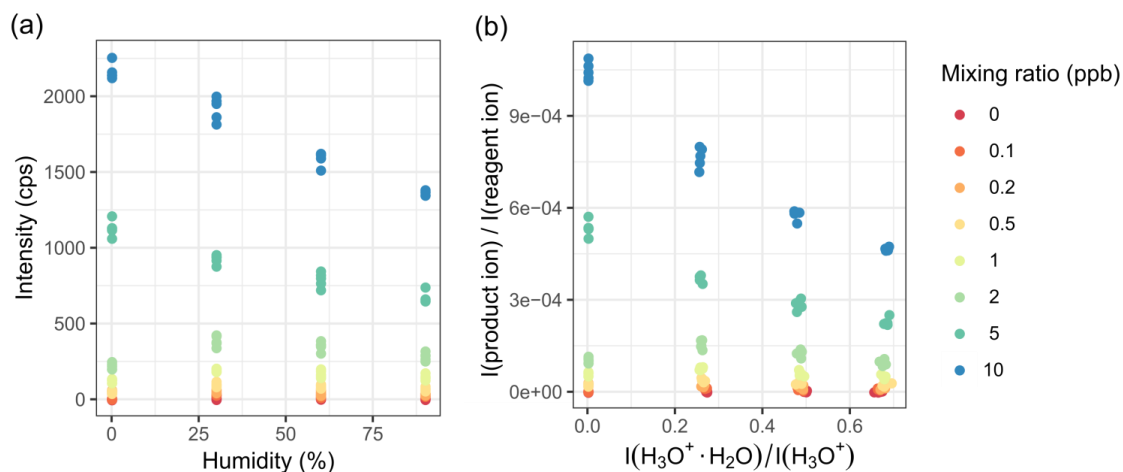 (a)
Intensity (cps)
2000
1500
1000
500
0
0
25
50
75
Humidity (%)
(b)
I(product ion) / I(reagent ion)
9e−04
6e−04
3e−04
0e+00
0.0
0.2
0.4
0.6
I(H₃O⁺ · H₂O)/I(H₃O⁺)
Mixing ratio (ppb)
0
0.1
0.2
0.5
1
2
5
10